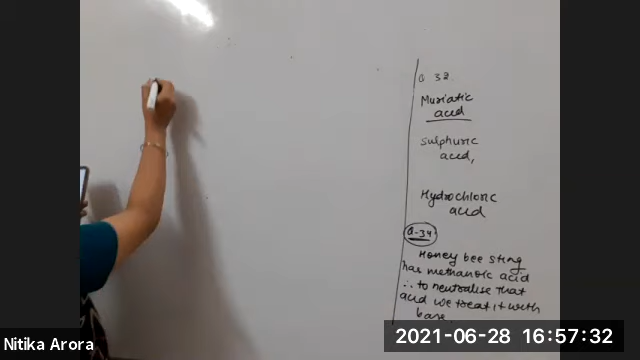 Q 32.
Muriatic
acid
Sulphuric
acid,
Hydrochloric
acid
Q-34
Honey bee sting
has methanoic acid
∴ to neutralise that
acid we treat it with
base.
Nitika Arora
2021-06-28 16:57:32